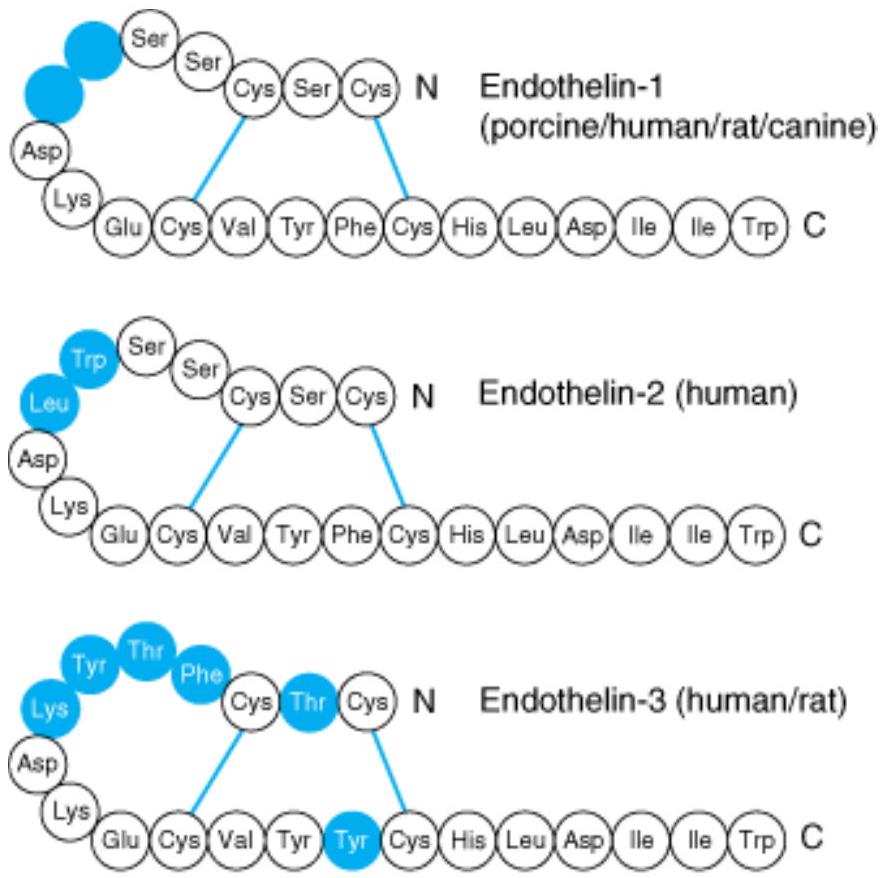 Ser
Ser
Cys Ser Cys N
Endothelin-1
(porcine/human/rat/canine)
Asp
Lys
Glu Cys Val Tyr Phe Cys His Leu Asp Ile Ile Trp C
Trp Ser
Ser
Leu
Cys Ser Cys N
Endothelin-2 (human)
Asp
Lys
Glu Cys Val Tyr Phe Cys His Leu Asp Ile Ile Trp C
Tyr Thr
Phe
Lys
Cys Thr Cys N
Endothelin-3 (human/rat)
Asp
Lys
Glu Cys Val Tyr Tyr Cys His Leu Asp Ile Ile Trp C